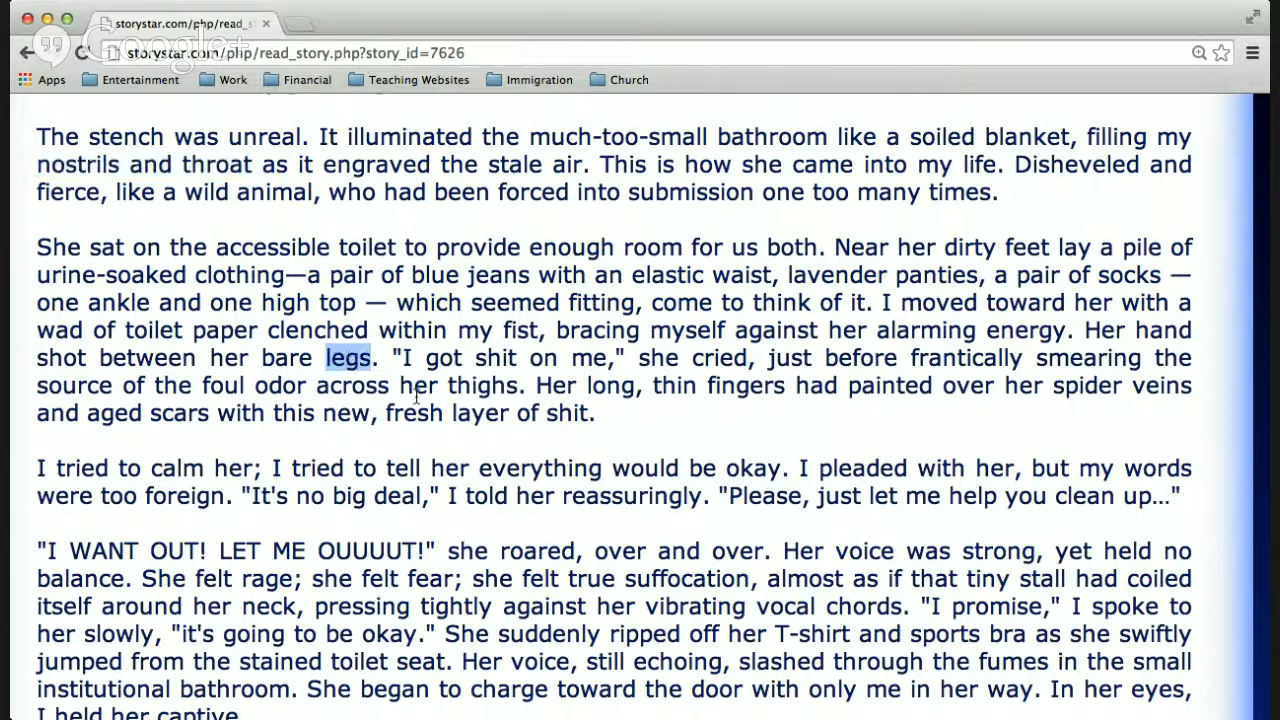 storystar.com/php/read_s
Google+
storystar.com/php/read_story.php?story_id=7626
Apps Entertainment Work Financial Teaching Websites Immigration Church
The stench was unreal. It illuminated the much-too-small bathroom like a soiled blanket, filling my
nostrils and throat as it engraved the stale air. This is how she came into my life. Disheveled and
fierce, like a wild animal, who had been forced into submission one too many times.
She sat on the accessible toilet to provide enough room for us both. Near her dirty feet lay a pile of
urine-soaked clothing—a pair of blue jeans with an elastic waist, lavender panties, a pair of socks —
one ankle and one high top — which seemed fitting, come to think of it. I moved toward her with a
wad of toilet paper clenched within my fist, bracing myself against her alarming energy. Her hand
shot between her bare legs. "I got shit on me," she cried, just before frantically smearing the
source of the foul odor across her thighs. Her long, thin fingers had painted over her spider veins
and aged scars with this new, fresh layer of shit.
I tried to calm her; I tried to tell her everything would be okay. I pleaded with her, but my words
were too foreign. "It's no big deal," I told her reassuringly. "Please, just let me help you clean up..."
"I WANT OUT! LET ME OUUUUT!" she roared, over and over. Her voice was strong, yet held no
balance. She felt rage; she felt fear; she felt true suffocation, almost as if that tiny stall had coiled
itself around her neck, pressing tightly against her vibrating vocal chords. "I promise," I spoke to
her slowly, "it's going to be okay." She suddenly ripped off her T-shirt and sports bra as she swiftly
jumped from the stained toilet seat. Her voice, still echoing, slashed through the fumes in the small
institutional bathroom. She began to charge toward the door with only me in her way. In her eyes,
I held her captive.